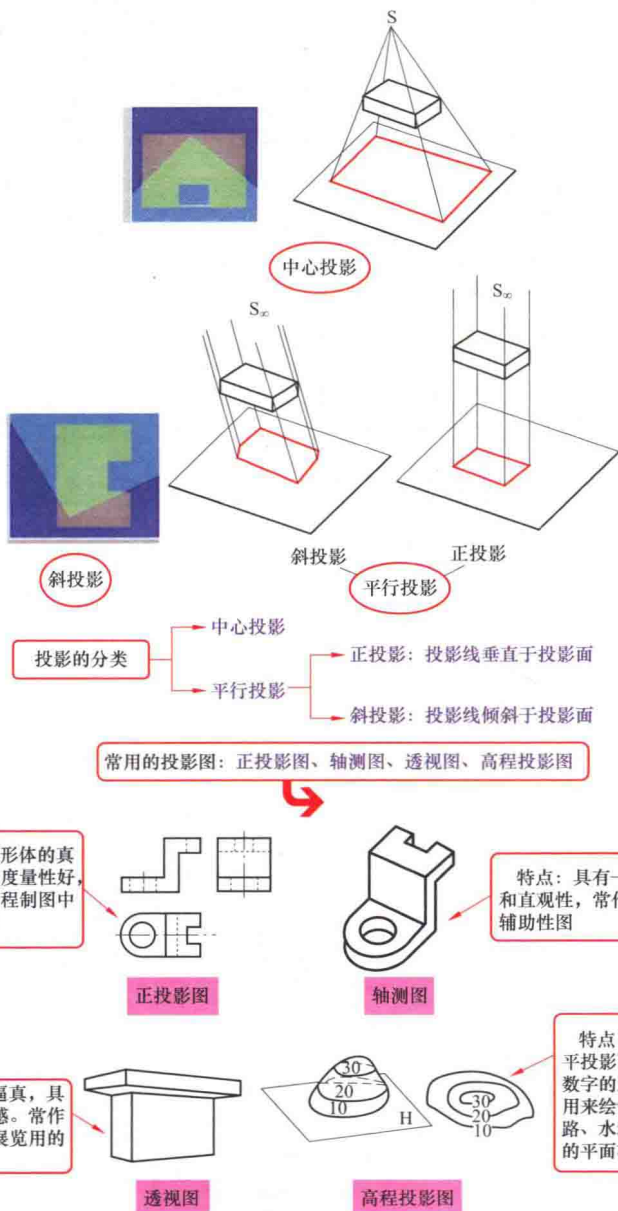 S
中心投影
S∞
S∞
斜投影
正投影
斜投影
平行投影
投影的分类
中心投影
平行投影
正投影：投影线垂直于投影面
斜投影：投影线倾斜于投影面
常用的投影图：正投影图、轴测图、透视图、高程投影图
形体的真
度量性好，
程制图中
特点：具有一
和直观性，常作
辅助性图
正投影图
轴测图
逼真，具
感。常作
展览用的
30
20
10
H
30
20
10
特点
平投影
数字的
用来绘
路、水
的平面
透视图
高程投影图